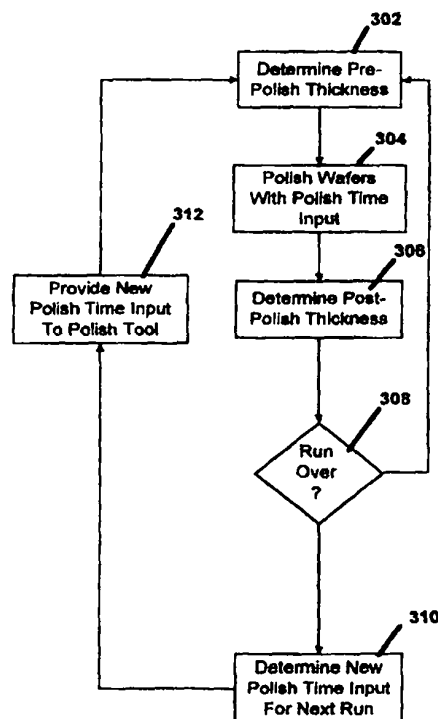 302
Determine Pre-
Polish Thickness
304
Polish Wafers
With Polish Time
Input
306
Determine Post-
Polish Thickness
308
Run
Over
?
310
Determine New
Polish Time Input
For Next Run
312
Provide New
Polish Time Input
To Polish Tool